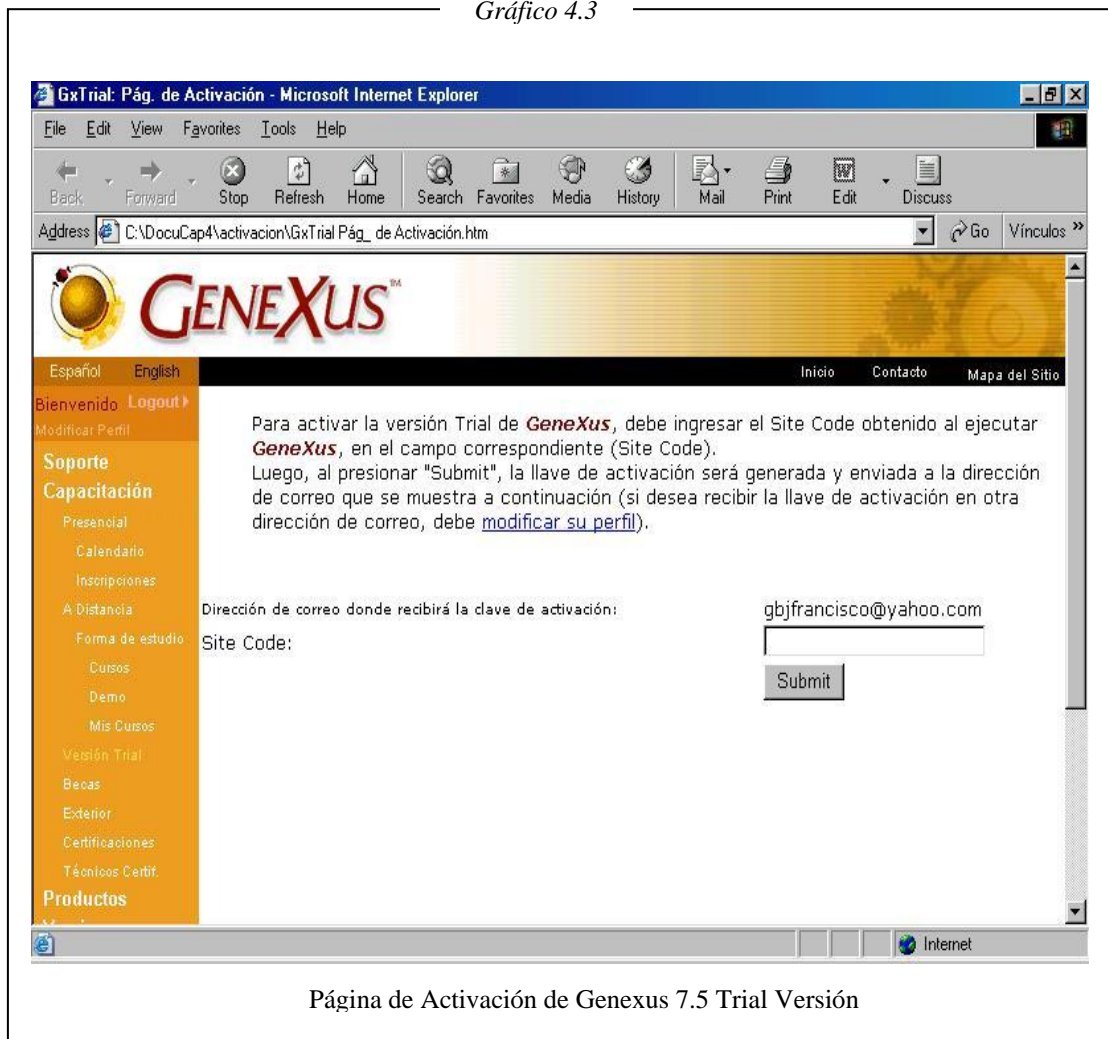 Gráfico 4.3
GxTrial: Pág. de Activación - Microsoft Internet Explorer
File Edit View Favorites Tools Help
Back Forward Stop Refresh Home Search Favorites Media History Mail Print Edit Discuss
Address C:\DocuCap4\activacion\GxTrial Pág_ de Activación.htm Go Vínculos »
GENEXUS™
Español English Inicio Contacto Mapa del Sitio
Bienvenido Logout
Modificar Perfil
Soporte
Capacitación
Presencial
Calendario
Inscripciones
A Distancia
Forma de estudio
Cursos
Demo
Mis Cursos
Versión Trial
Becas
Exterior
Certificaciones
Técnicos Certif.
Productos
Para activar la versión Trial de GeneXus, debe ingresar el Site Code obtenido al ejecutar
GeneXus, en el campo correspondiente (Site Code).
Luego, al presionar "Submit", la llave de activación será generada y enviada a la dirección
de correo que se muestra a continuación (si desea recibir la llave de activación en otra
dirección de correo, debe modificar su perfil).
Dirección de correo donde recibirá la clave de activación: gbjfrancisco@yahoo.com
Site Code:
Submit
Internet
Página de Activación de Genexus 7.5 Trial Versión